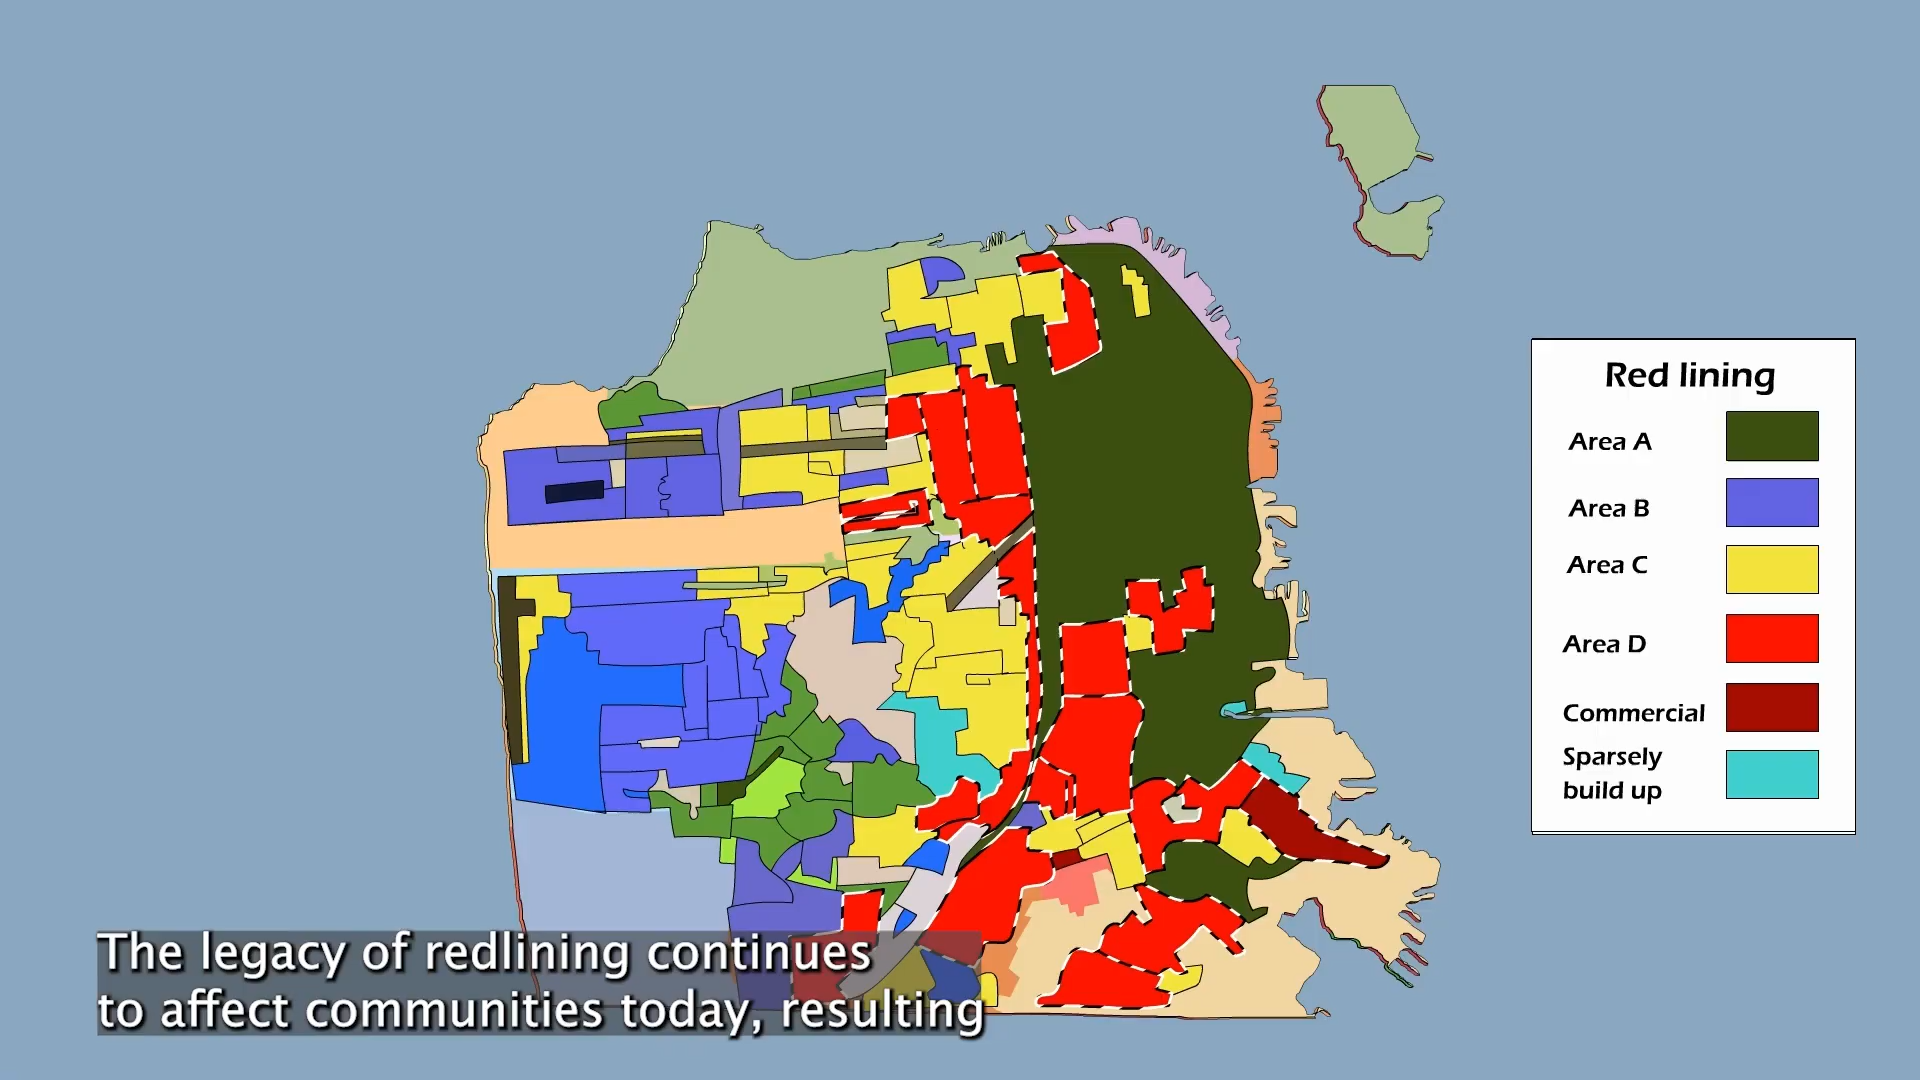 Red lining
Area A
Area B
Area C
Area D
Commercial
Sparsely
build up
The legacy of redlining continues
to affect communities today, resulting